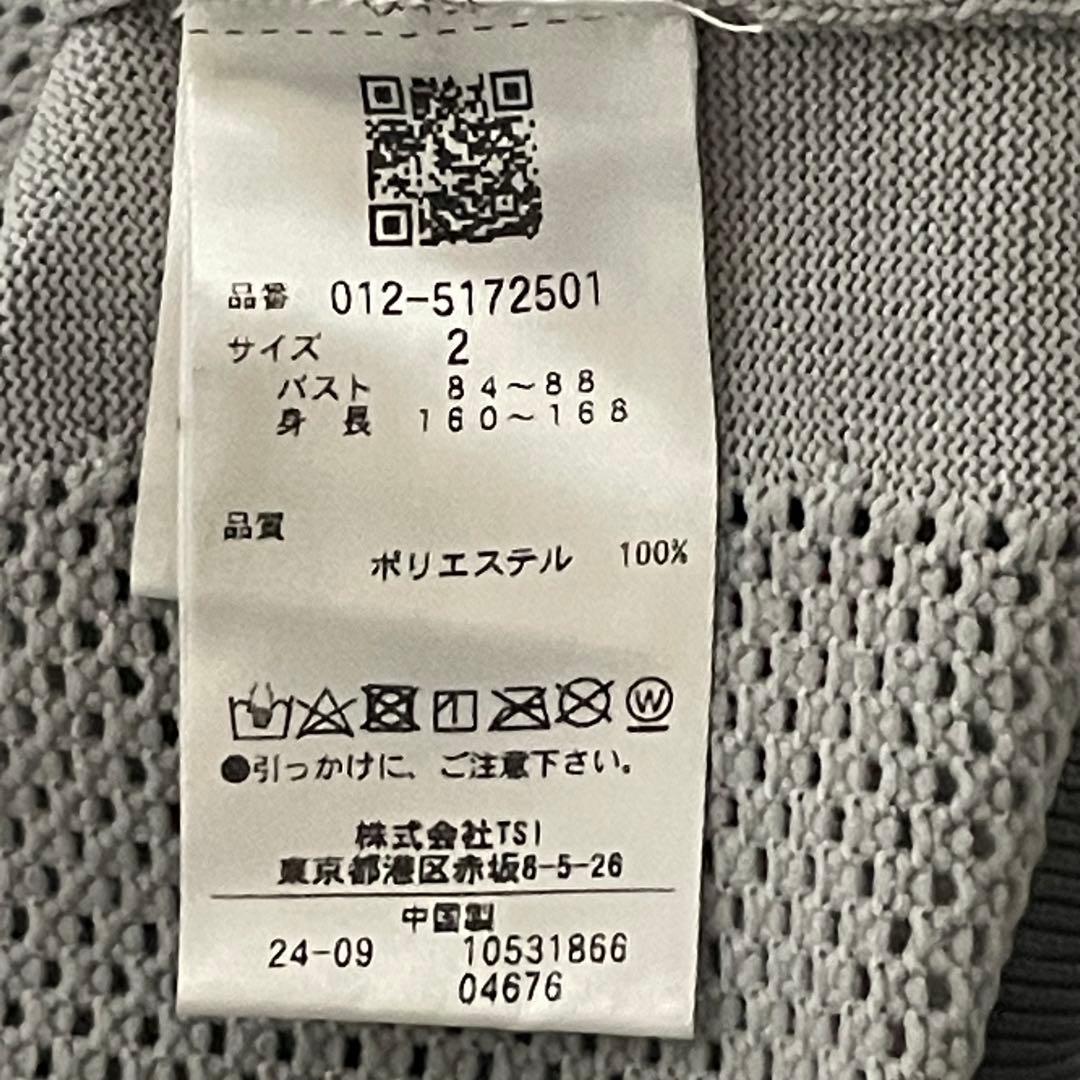 品番 012-5172501
サイズ 2
バスト 84～88
身長 160～168
品質
ポリエステル 100%
W
●引っかけに、ご注意下さい。
株式会社TSI
東京都港区赤坂8-5-26
中国製
24-09 10531866
04676